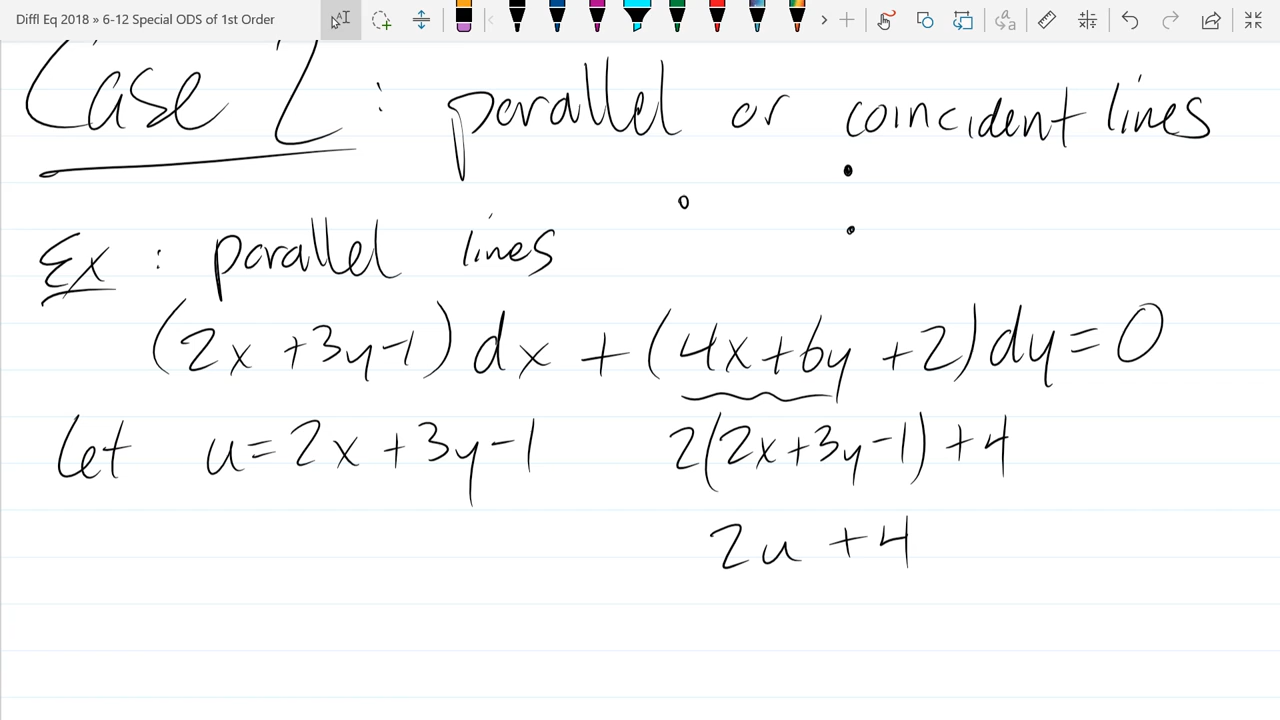 Diffl Eq 2018 » 6-12 Special ODS of 1st Order
Case 2: parallel or coincident lines
Ex: parallel lines
(2x+3y-1)dx+(4x+6y+2)dy=0
Let u=2x+3y-1 2(2x+3y-1)+4
2u+4